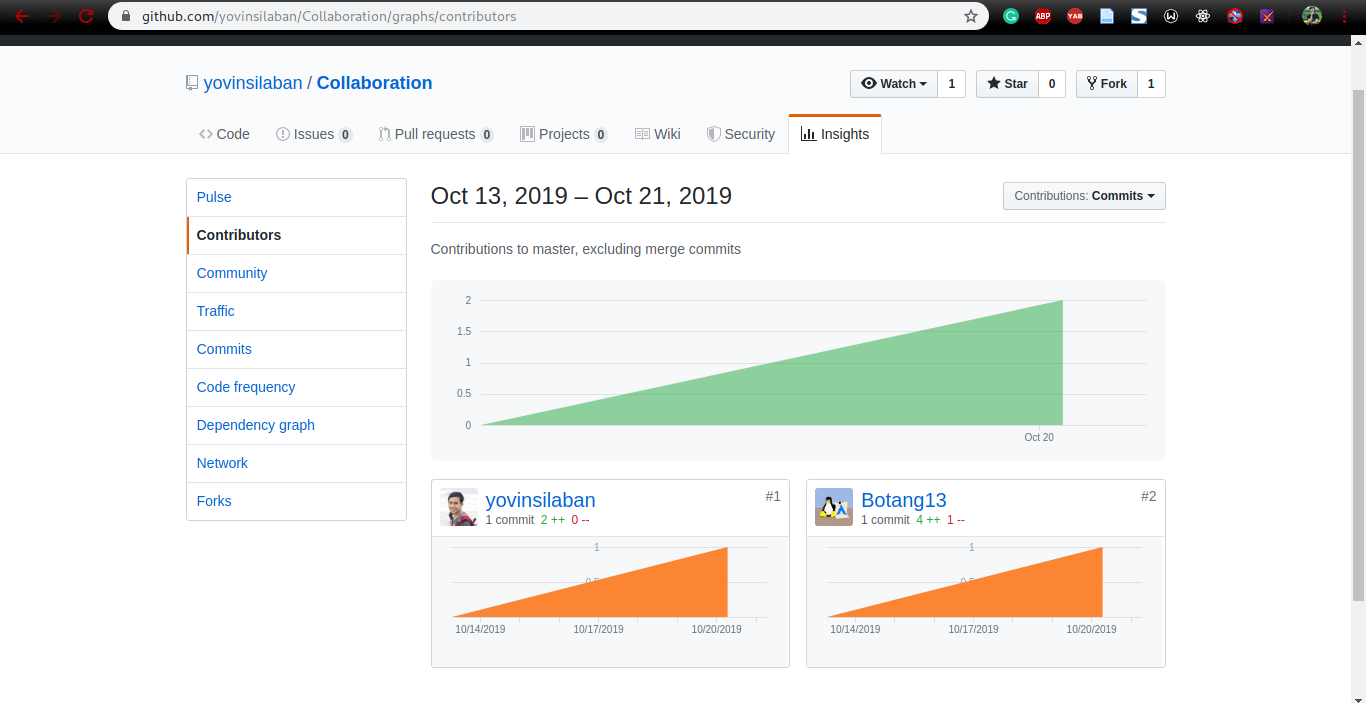 github.com/yovinsilaban/Collaboration/graphs/contributors
ABP
YAB
yovinsilaban / Collaboration
Watch 1
Star 0
Fork 1
Code
Issues 0
Pull requests 0
Projects 0
Wiki
Security
Insights
Pulse
Contributors
Community
Traffic
Commits
Code frequency
Dependency graph
Network
Forks
Oct 13, 2019 – Oct 21, 2019
Contributions: Commits
Contributions to master, excluding merge commits
2
1.5
1
0.5
0
Oct 20
yovinsilaban
#1
1 commit 2 ++ 0 --
1
0.5
10/14/2019 10/17/2019 10/20/2019
Botang13
#2
1 commit 4 ++ 1 --
1
0.5
10/14/2019 10/17/2019 10/20/2019